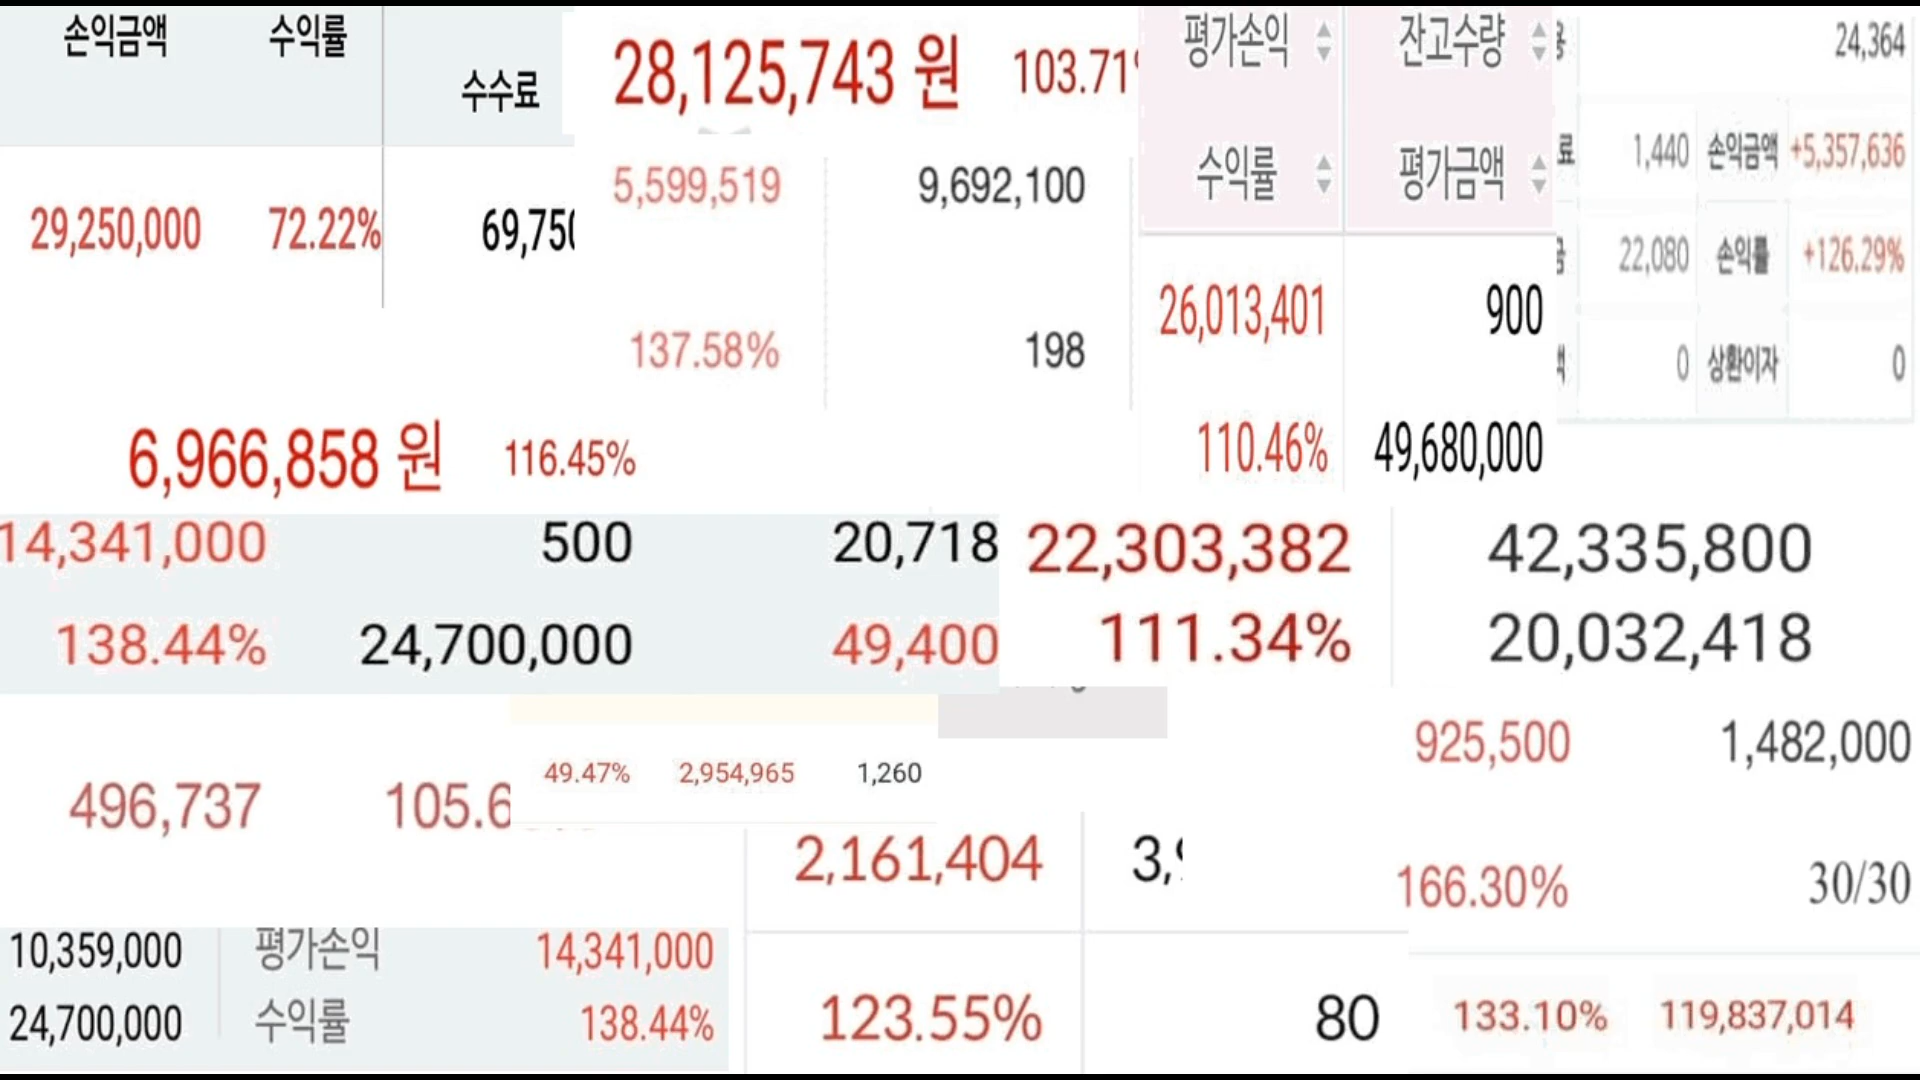 손익금액 수익률
수수료
29,250,000 72.22%
28,125,743 원
5,599,519 9,692,100
137.58% 198
평가손익 잔고수량
수익률 평가금액
26,013,401 900
110.46% 49,680,000
24,364
1,440 손익금액 +5,357,636
22,080 손익률 +126.29%
0 상환이자 0
6,966,858 원 116.45%
14,341,000 500 20,718
138.44% 24,700,000 49,400
22,303,382 42,335,800
111.34% 20,032,418
496,737
49.47% 2,954,965 1,260
925,500 1,482,000
166.30% 30/30
2,161,404
123.55% 80
10,359,000 평가손익 14,341,000
24,700,000 수익률 138.44%
133.10% 119,837,014